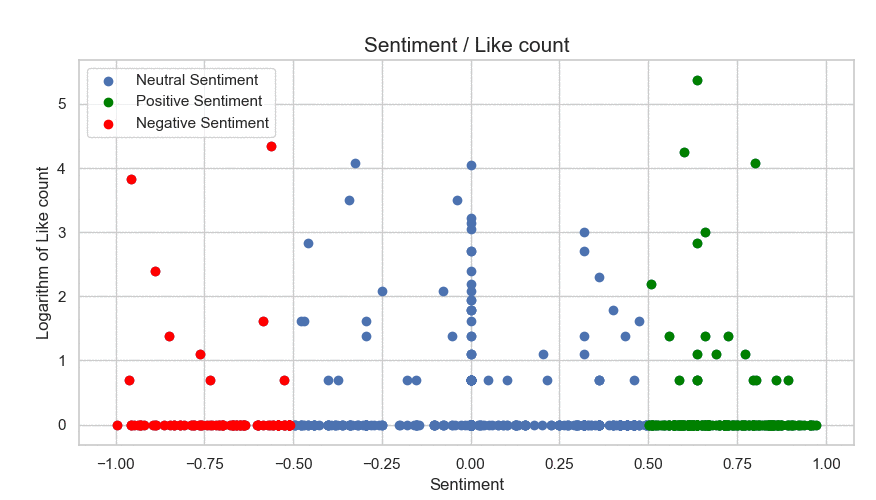 Sentiment / Like count
Neutral Sentiment
Positive Sentiment
Negative Sentiment
Logarithm of Like count
5
4
3
2
1
0
−1.00 −0.75 −0.50 −0.25 0.00 0.25 0.50 0.75 1.00
Sentiment